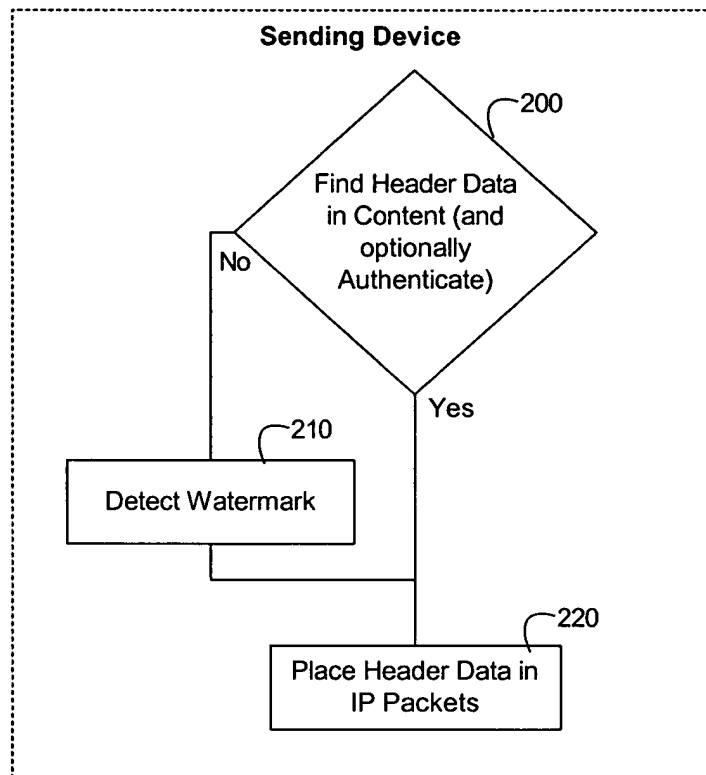 Sending Device
200
Find Header Data
in Content (and
optionally
Authenticate)
No
Yes
210
Detect Watermark
220
Place Header Data in
IP Packets